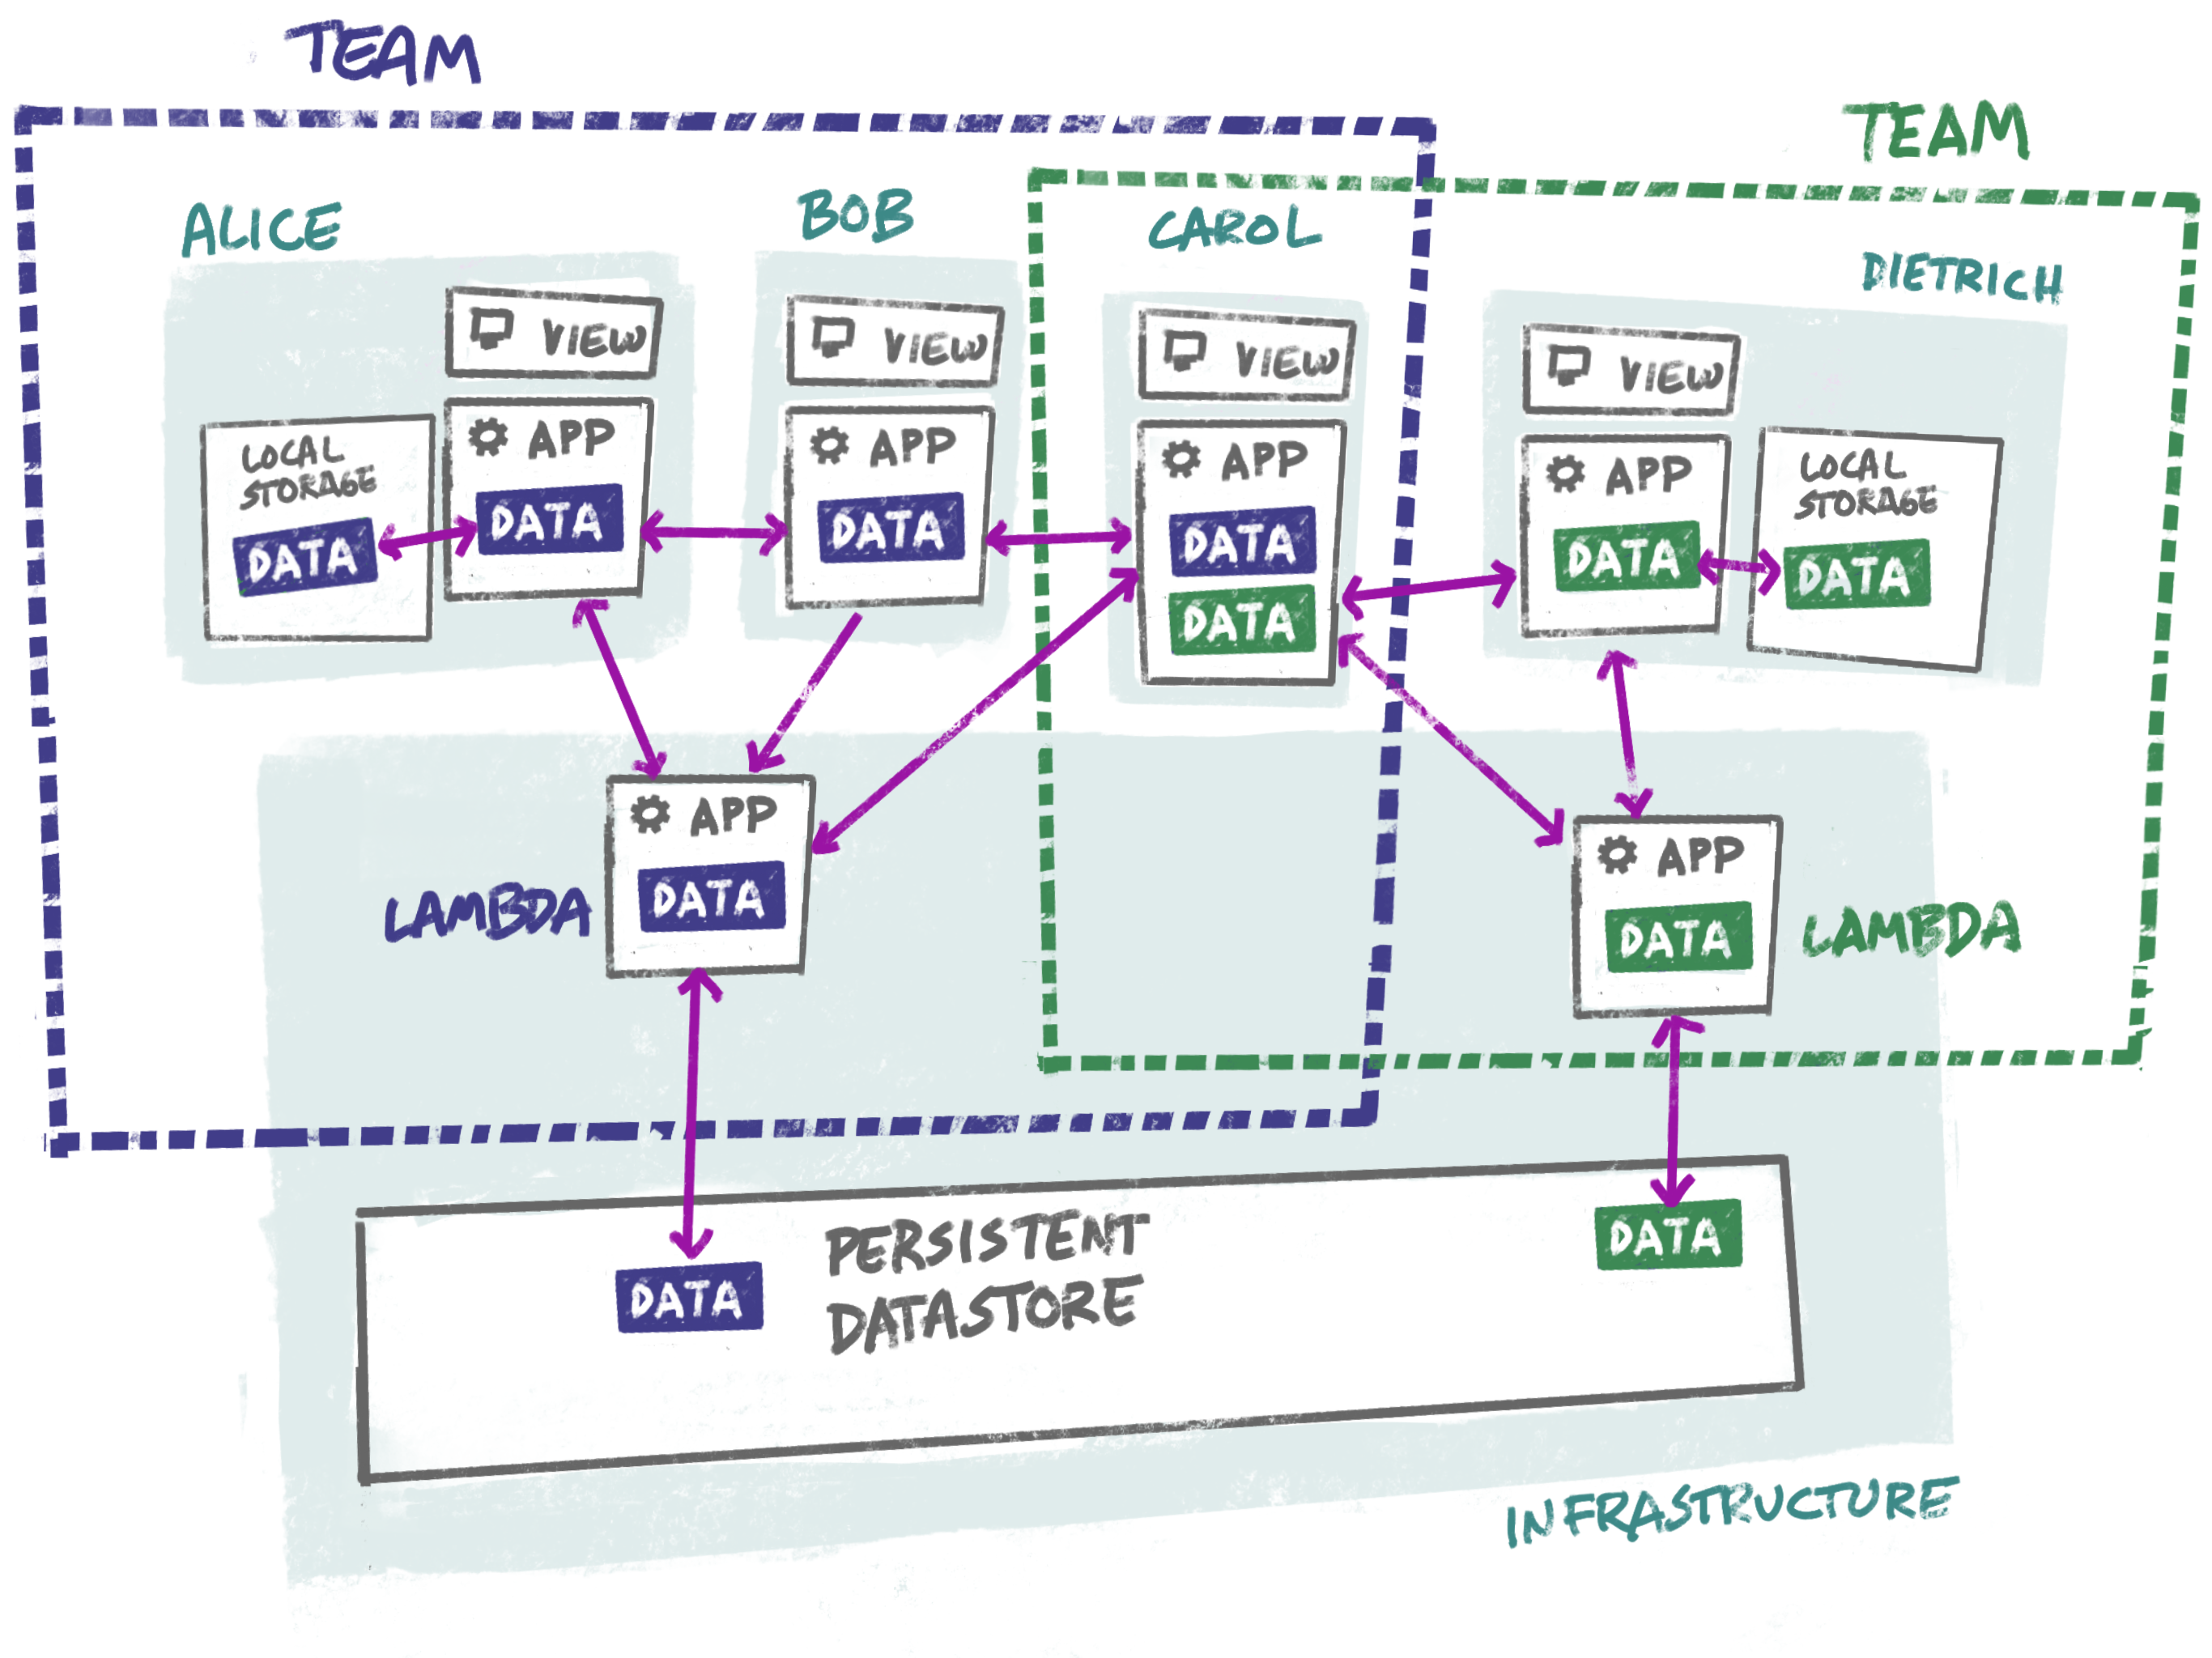 TEAM
TEAM
ALICE
BOB
CAROL
DIETRICH
VIEW
VIEW
VIEW
VIEW
LOCAL
STORAGE
DATA
APP
DATA
APP
DATA
APP
DATA
DATA
APP
DATA
LOCAL
STORAGE
DATA
LAMBDA
APP
DATA
APP
DATA
LAMBDA
PERSISTENT
DATASTORE
DATA
DATA
INFRASTRUCTURE